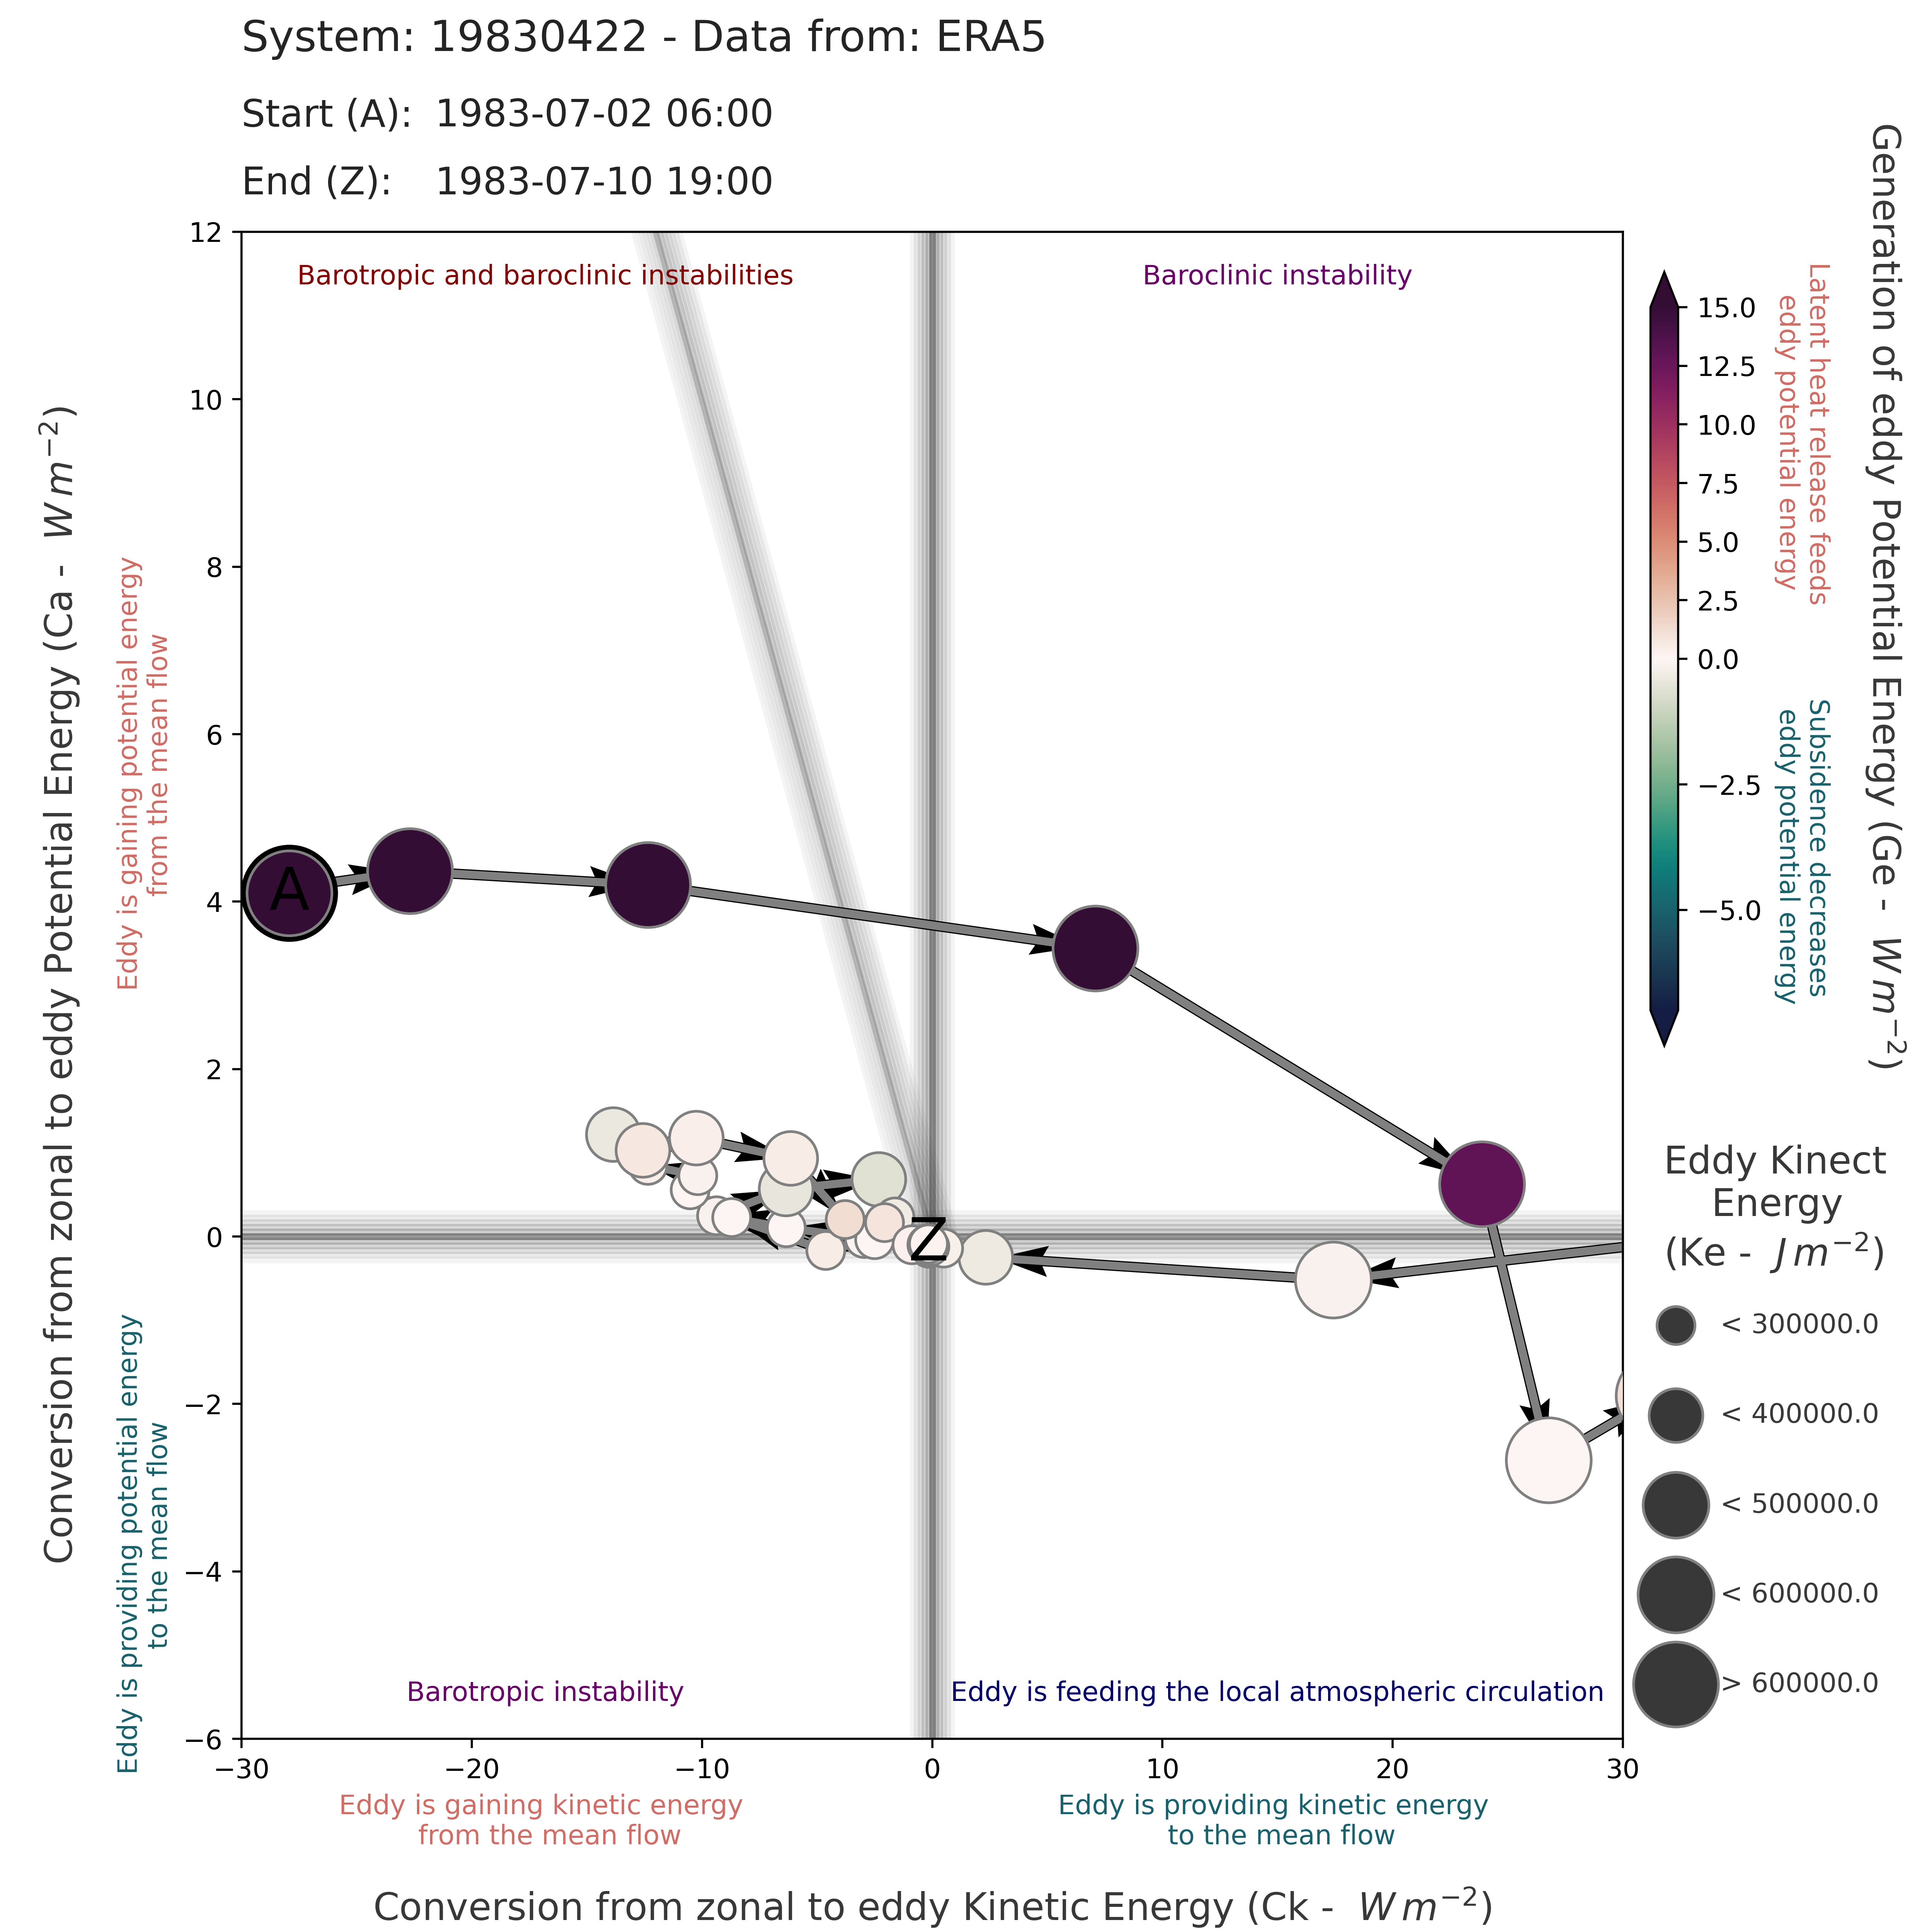 System: 19830422 - Data from: ERA5
Start (A): 1983-07-02 06:00
End (Z): 1983-07-10 19:00
Barotropic and baroclinic instabilities
Baroclinic instability
Barotropic instability
Eddy is feeding the local atmospheric circulation
A
Z
12
10
8
6
4
2
0
−2
−4
−6
−30
−20
−10
0
10
20
30
Eddy is gaining kinetic energy
from the mean flow
Eddy is providing kinetic energy
to the mean flow
Conversion from zonal to eddy Kinetic Energy (Ck - W m⁻²)
Conversion from zonal to eddy Potential Energy (Ca - W m⁻²)
Eddy is gaining potential energy
from the mean flow
Eddy is providing potential energy
to the mean flow
15.0
12.5
10.0
7.5
5.0
2.5
0.0
−2.5
−5.0
Latent heat release feeds
eddy potential energy
Subsidence decreases
eddy potential energy
Generation of eddy Potential Energy (Ge - W m⁻²)
Eddy Kinect
Energy
(Ke - J m⁻²)
< 300000.0
< 400000.0
< 500000.0
< 600000.0
> 600000.0